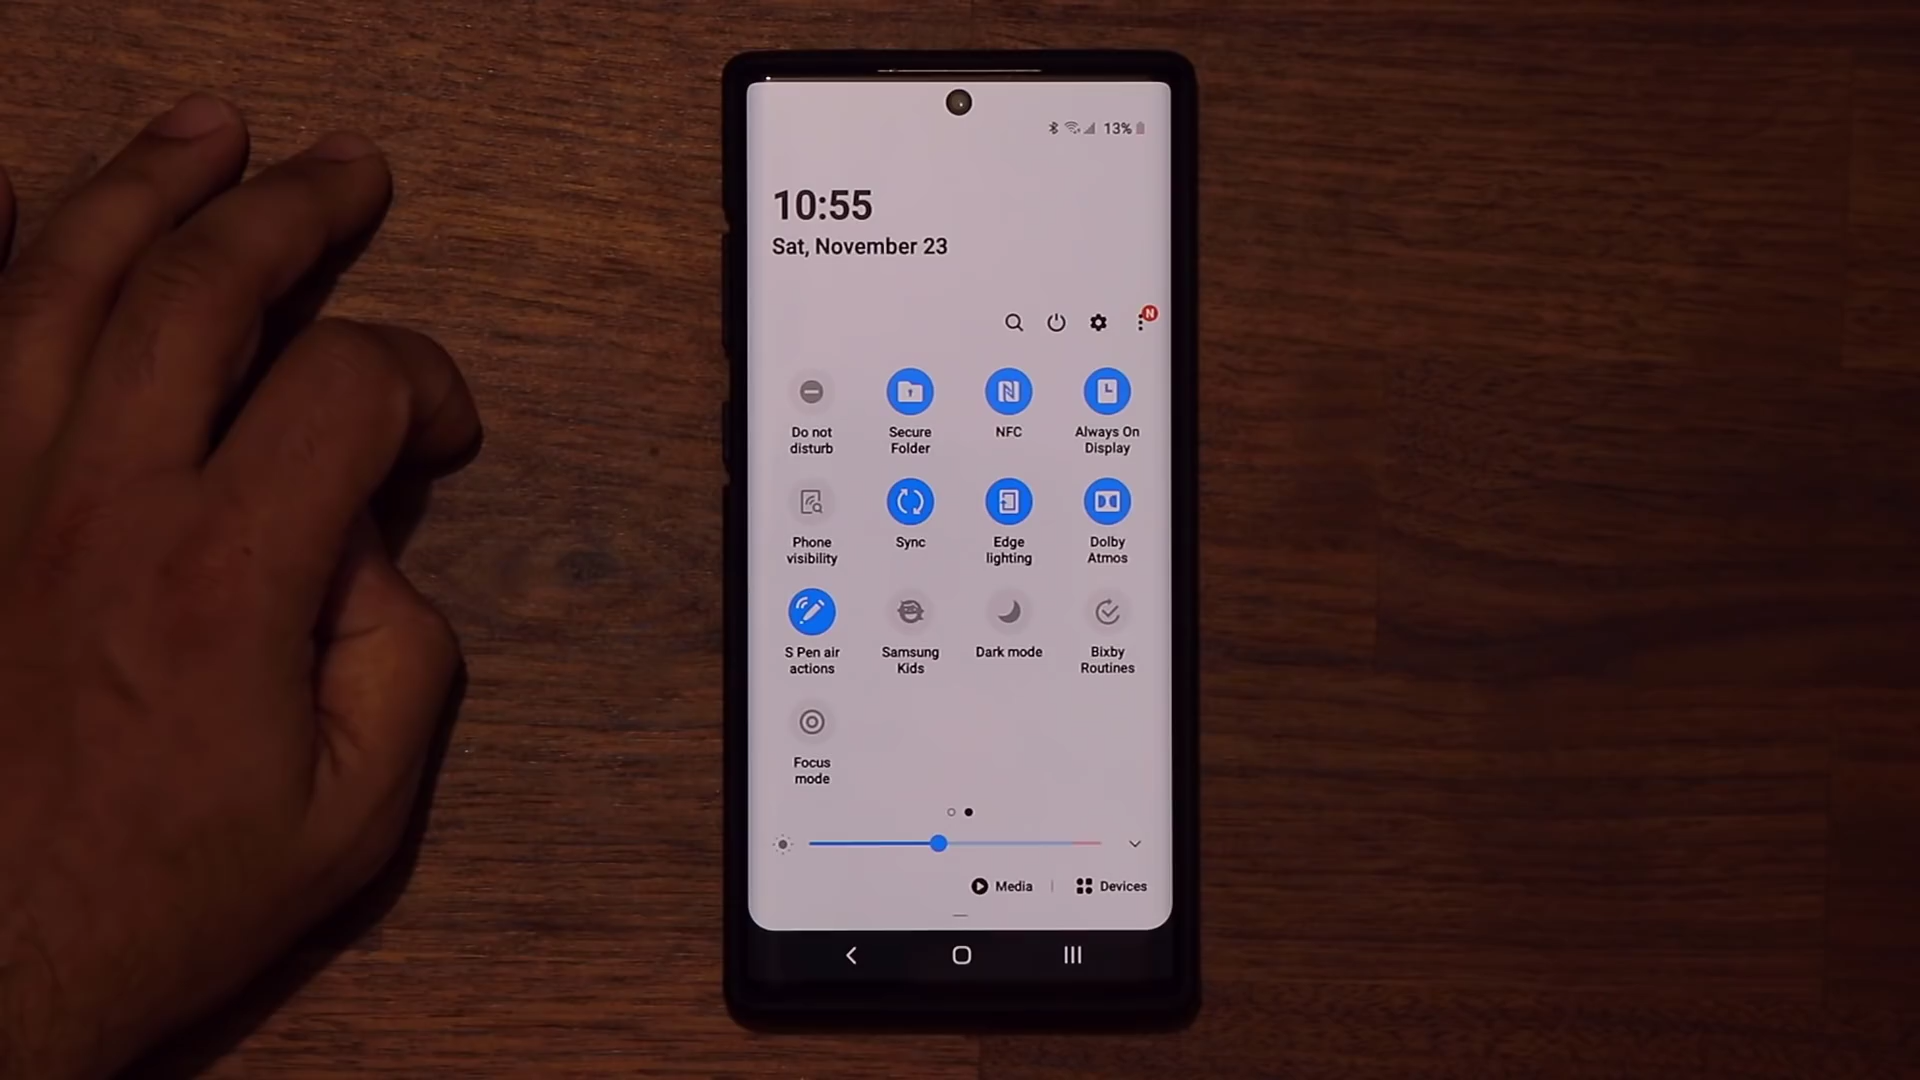 13%
10:55
Sat, November 23
N
Do not
disturb
Secure
Folder
NFC
Always On
Display
Phone
visibility
Sync
Edge
lighting
Dolby
Atmos
S Pen air
actions
Samsung
Kids
Dark mode
Bixby
Routines
Focus
mode
Media
Devices